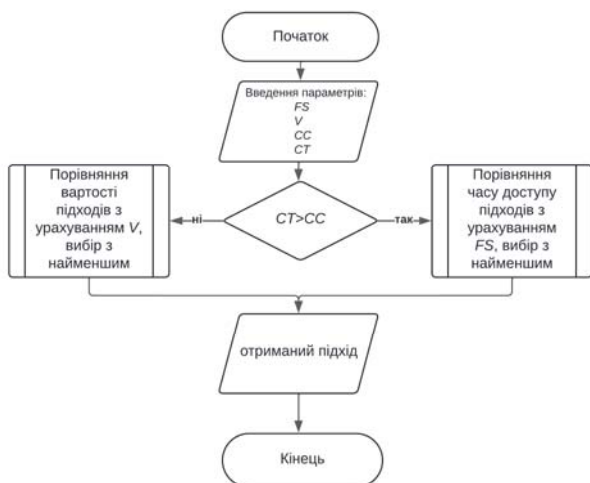 Початок
Введення параметрів:
FS
V
CC
CT
Порівняння
вартості
підходів з
урахуванням V,
вибір з
найменшим
ні
CT>CC
так
Порівняння
часу доступу
підходів з
урахуванням
FS, вибір з
найменшим
отриманий підхід
Кінець